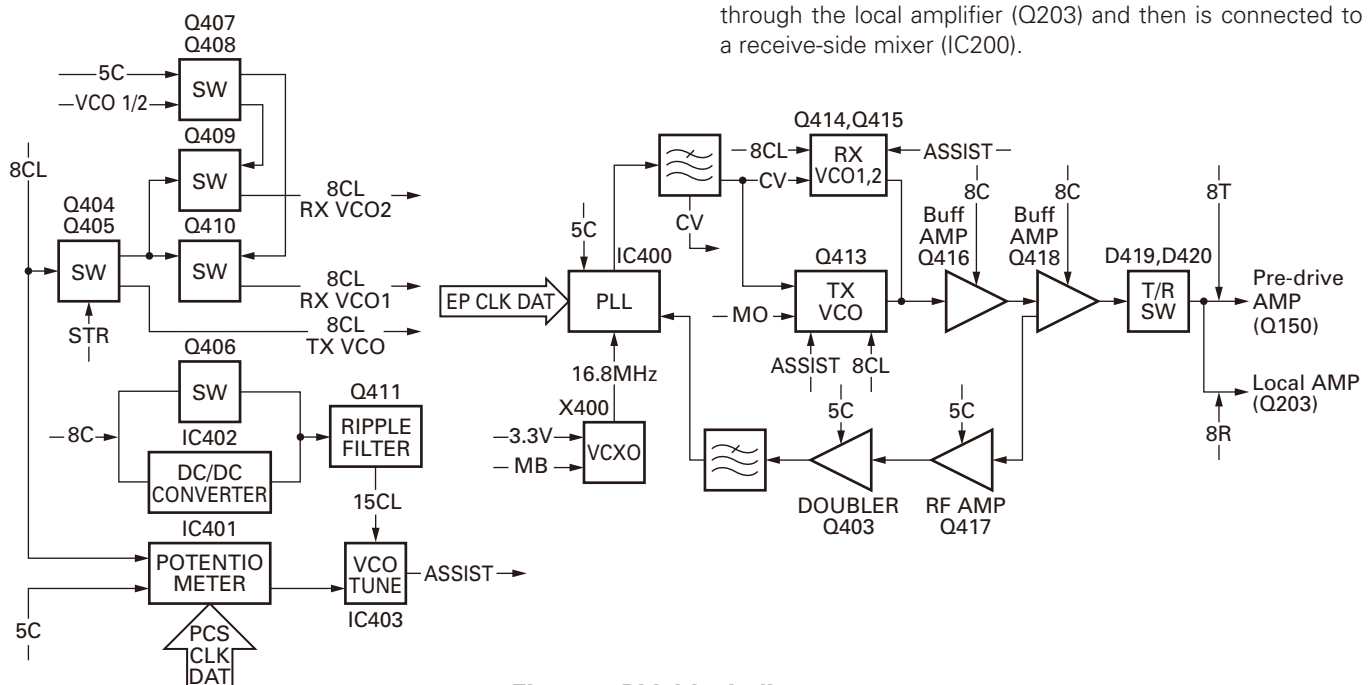 through the local amplifier (Q203) and then is connected to
a receive-side mixer (IC200).
Q407
Q408
5C
VCO 1/2
SW
Q409
SW
8CL
RX VCO2
8CL
Q404
Q405
SW
STR
Q410
SW
8CL
RX VCO1
8CL
TX VCO
Q406
SW
8C
IC402
DC/DC
CONVERTER
Q411
RIPPLE
FILTER
15CL
IC401
POTENTIO
METER
VCO
TUNE
IC403
ASSIST
5C
PCS
CLK
DAT
EP CLK DAT
5C
IC400
PLL
16.8MHz
X400
VCXO
3.3V
MB
CV
8CL
CV
Q414,Q415
RX
VCO1,2
ASSIST
Q413
TX
VCO
MO
ASSIST
8CL
8C
Buff
AMP
Q416
8C
Buff
AMP
Q418
D419,D420
T/R
SW
8T
Pre-drive
AMP
(Q150)
Local AMP
(Q203)
8R
5C
DOUBLER
Q403
5C
RF AMP
Q417